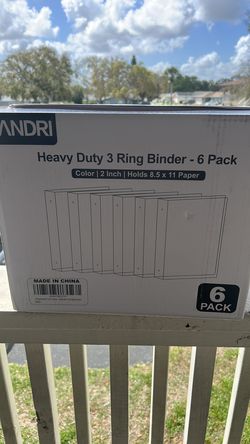 ANDRI
Heavy Duty 3 Ring Binder - 6 Pack
Color | 2 Inch | Holds 8.5 x 11 Paper
MADE IN CHINA
6
PACK